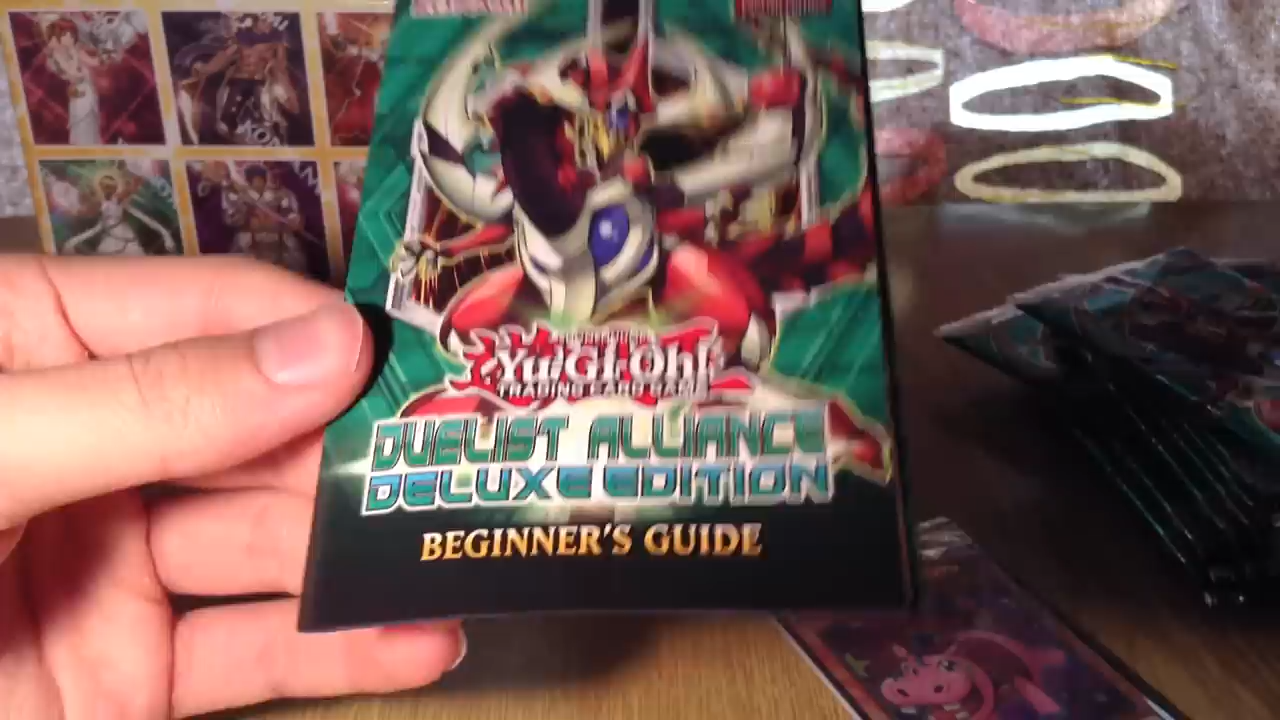 Yu-Gi-Oh!
TRADING CARD GAME
DUELIST ALLIANCE
DELUXE EDITION
BEGINNER'S GUIDE